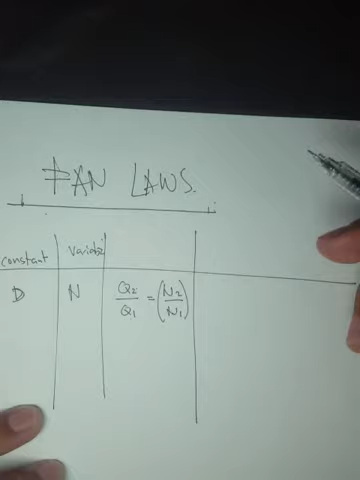 FAN LAWS.
constant variable
D N Q₂/Q₁ = (N₂/N₁)